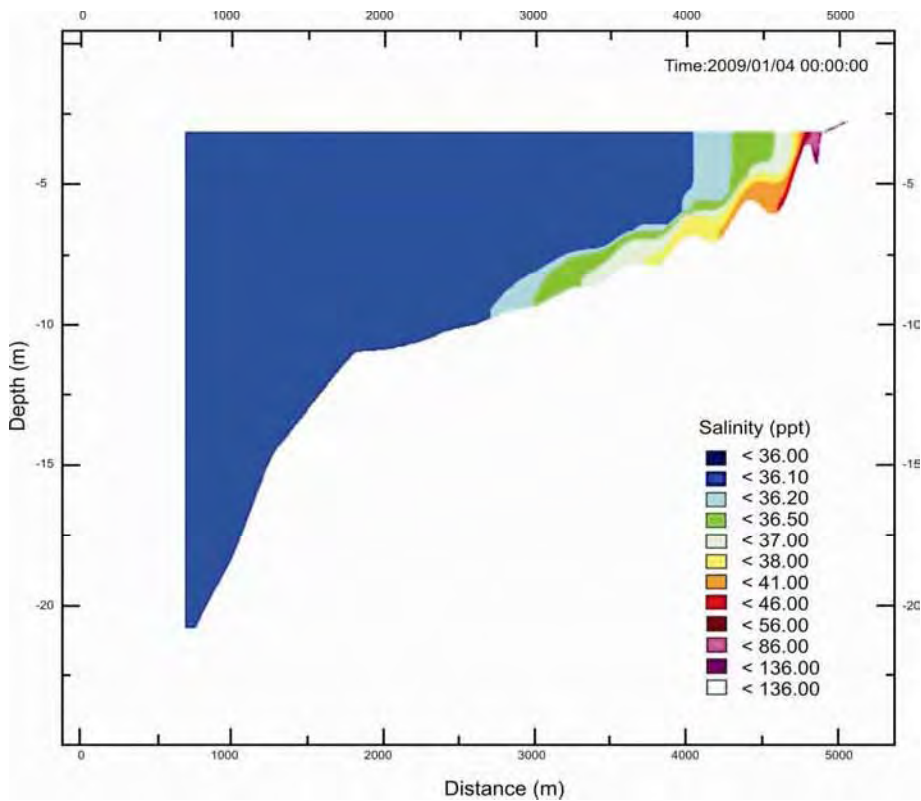 0 1000 2000 3000 4000 5000
Time:2009/01/04 00:00:00
-5 -5
-10 -10
-15 -15
-20 -20
Depth (m)
Salinity (ppt)
< 36.00
< 36.10
< 36.20
< 36.50
< 37.00
< 38.00
< 41.00
< 46.00
< 56.00
< 86.00
< 136.00
< 136.00
0 1000 2000 3000 4000 5000
Distance (m)